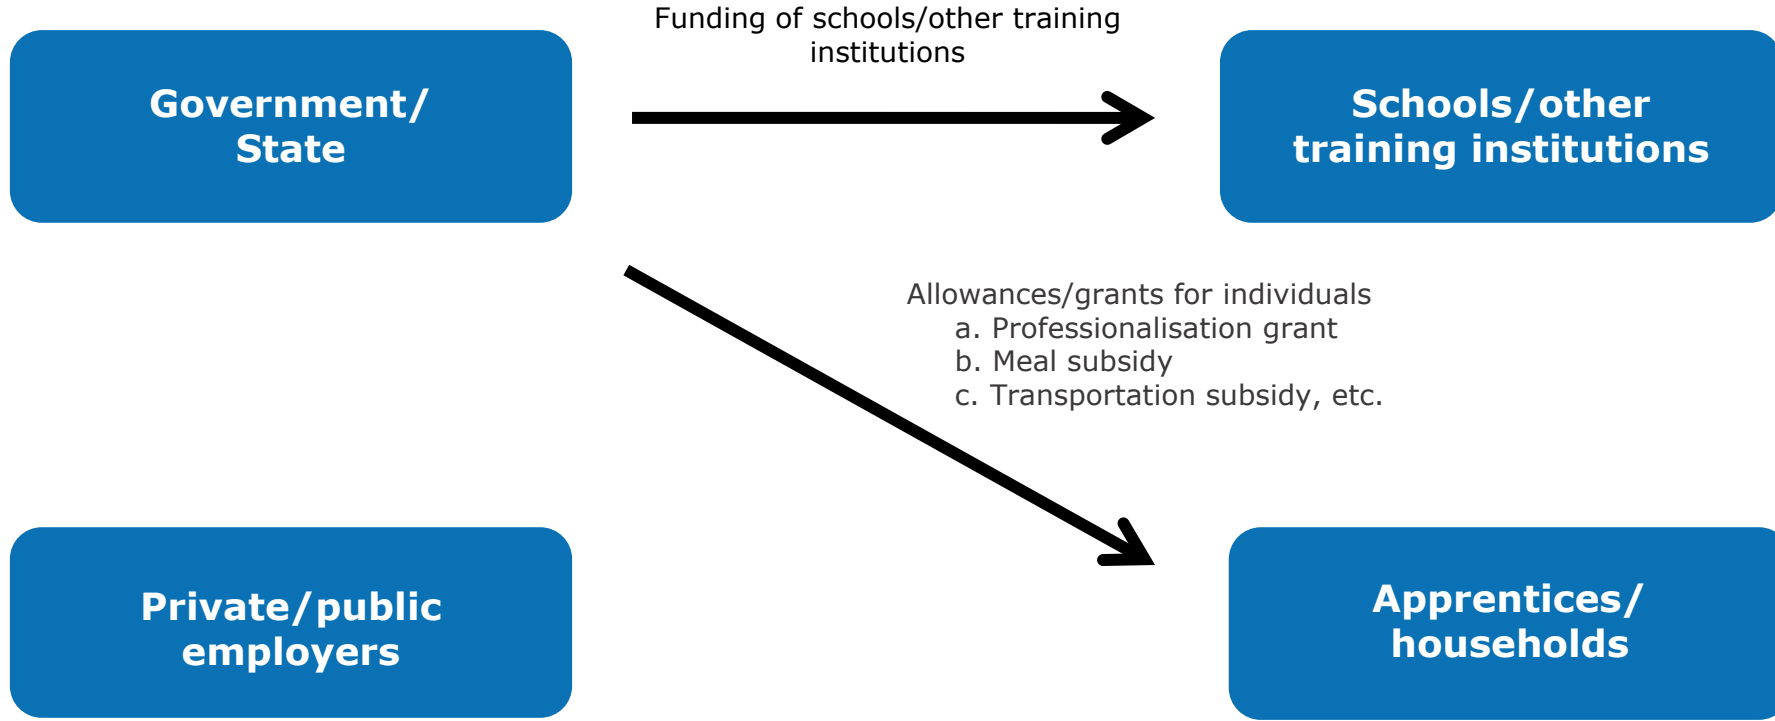 Funding of schools/other training
institutions
Government/
State
Schools/other
training institutions
Allowances/grants for individuals
a. Professionalisation grant
b. Meal subsidy
c. Transportation subsidy, etc.
Private/public
employers
Apprentices/
households